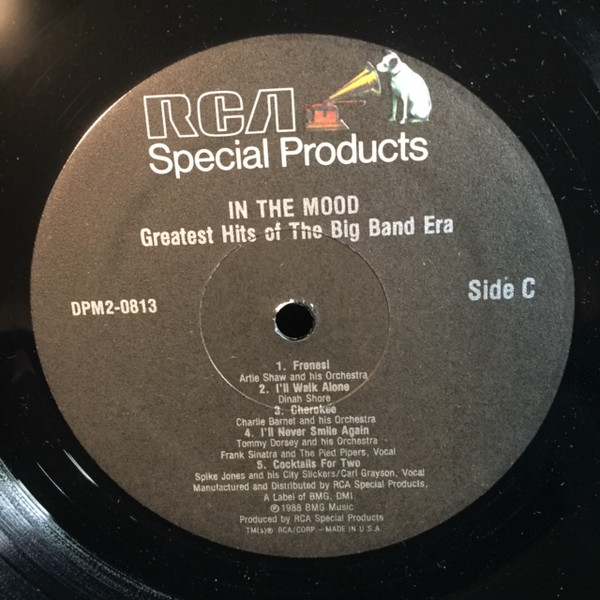 RCA
Special Products
IN THE MOOD
Greatest Hits of The Big Band Era
DPM2-0813
Side C
1. Frenesi
Artie Shaw and his Orchestra
2. I'll Walk Alone
Dinah Shore
3. Cherokee
Charlie Barnet and his Orchestra
4. I'll Never Smile Again
Tommy Dorsey and his Orchestra
Frank Sinatra and The Pied Pipers, Vocal
5. Cocktails For Two
Spike Jones and his City Slickers/Carl Grayson, Vocal
Manufactured and Distributed by RCA Special Products,
A Label of BMG, DMI
℗ 1988 BMG Music
Produced by RCA Special Products
TM(s)® RCA/CORP. – MADE IN U.S.A.